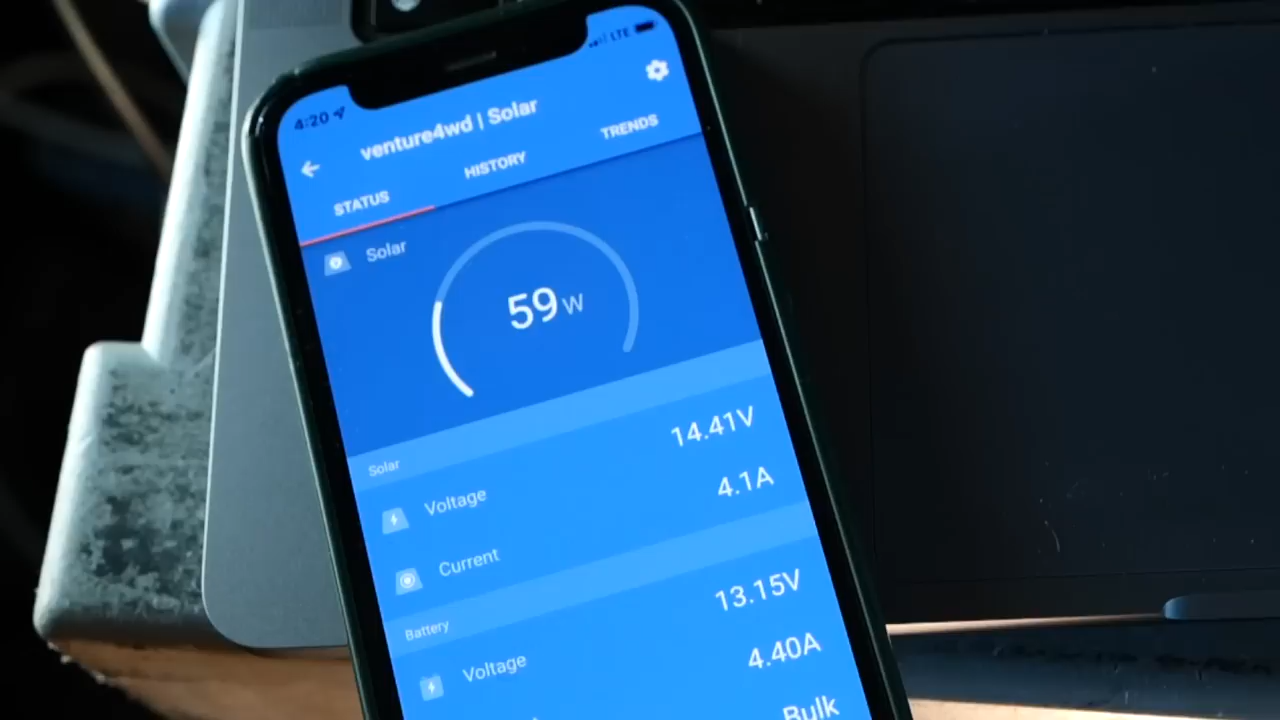 4:20
LTE
venture4wd | Solar
STATUS HISTORY TRENDS
Solar
59W
Solar
Voltage 14.41V
Current 4.1A
Battery
Voltage 13.15V
4.40A
Bulk